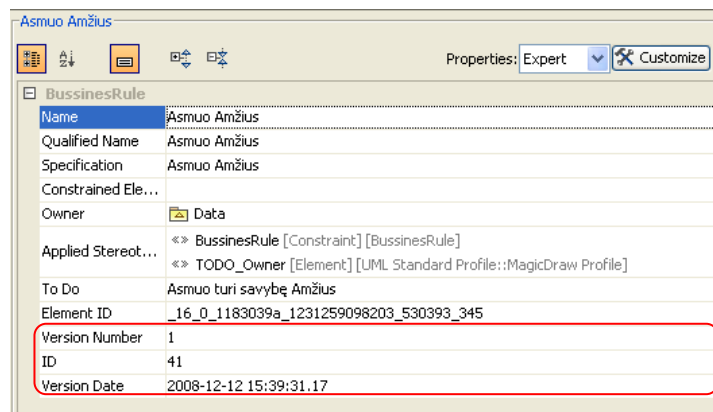 Asmuo Amžius
Properties: Expert Customize
BussinesRule
Name Asmuo Amžius
Qualified Name Asmuo Amžius
Specification Asmuo Amžius
Constrained Ele...
Owner Data
Applied Stereot... «» BussinesRule [Constraint] [BussinesRule]
«» TODO_Owner [Element] [UML Standard Profile::MagicDraw Profile]
To Do Asmuo turi savybę Amžius
Element ID _16_0_1183039a_1231259098203_530393_345
Version Number 1
ID 41
Version Date 2008-12-12 15:39:31.17